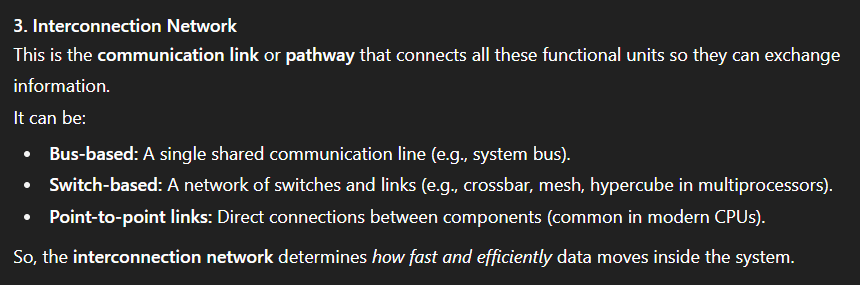 3. Interconnection Network
This is the communication link or pathway that connects all these functional units so they can exchange
information.
It can be:
• Bus-based: A single shared communication line (e.g., system bus).
• Switch-based: A network of switches and links (e.g., crossbar, mesh, hypercube in multiprocessors).
• Point-to-point links: Direct connections between components (common in modern CPUs).
So, the interconnection network determines how fast and efficiently data moves inside the system.